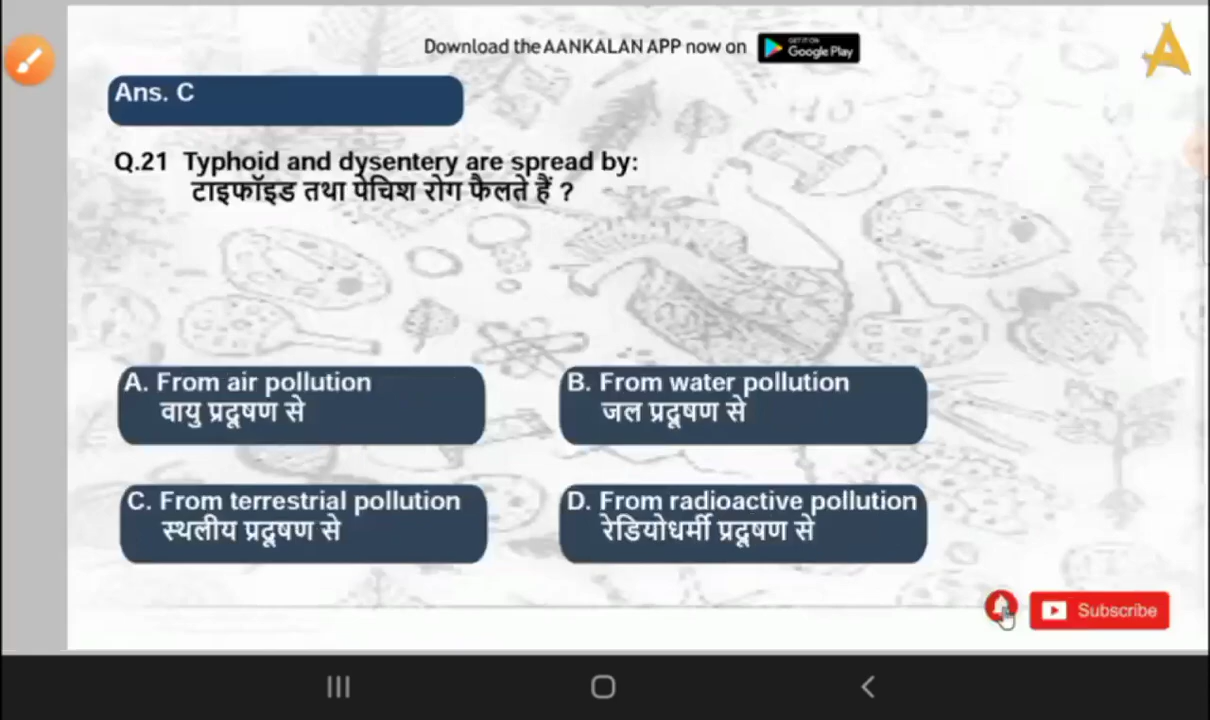 Download the AANKALAN APP now on
GET IT ON
Google Play
A
Ans. C
Q.21 Typhoid and dysentery are spread by:
टाइफॉइड तथा पेचिश रोग फैलते हैं ?
A. From air pollution
वायु प्रदूषण से
B. From water pollution
जल प्रदूषण से
C. From terrestrial pollution
स्थलीय प्रदूषण से
D. From radioactive pollution
रेडियोधर्मी प्रदूषण से
Subscribe